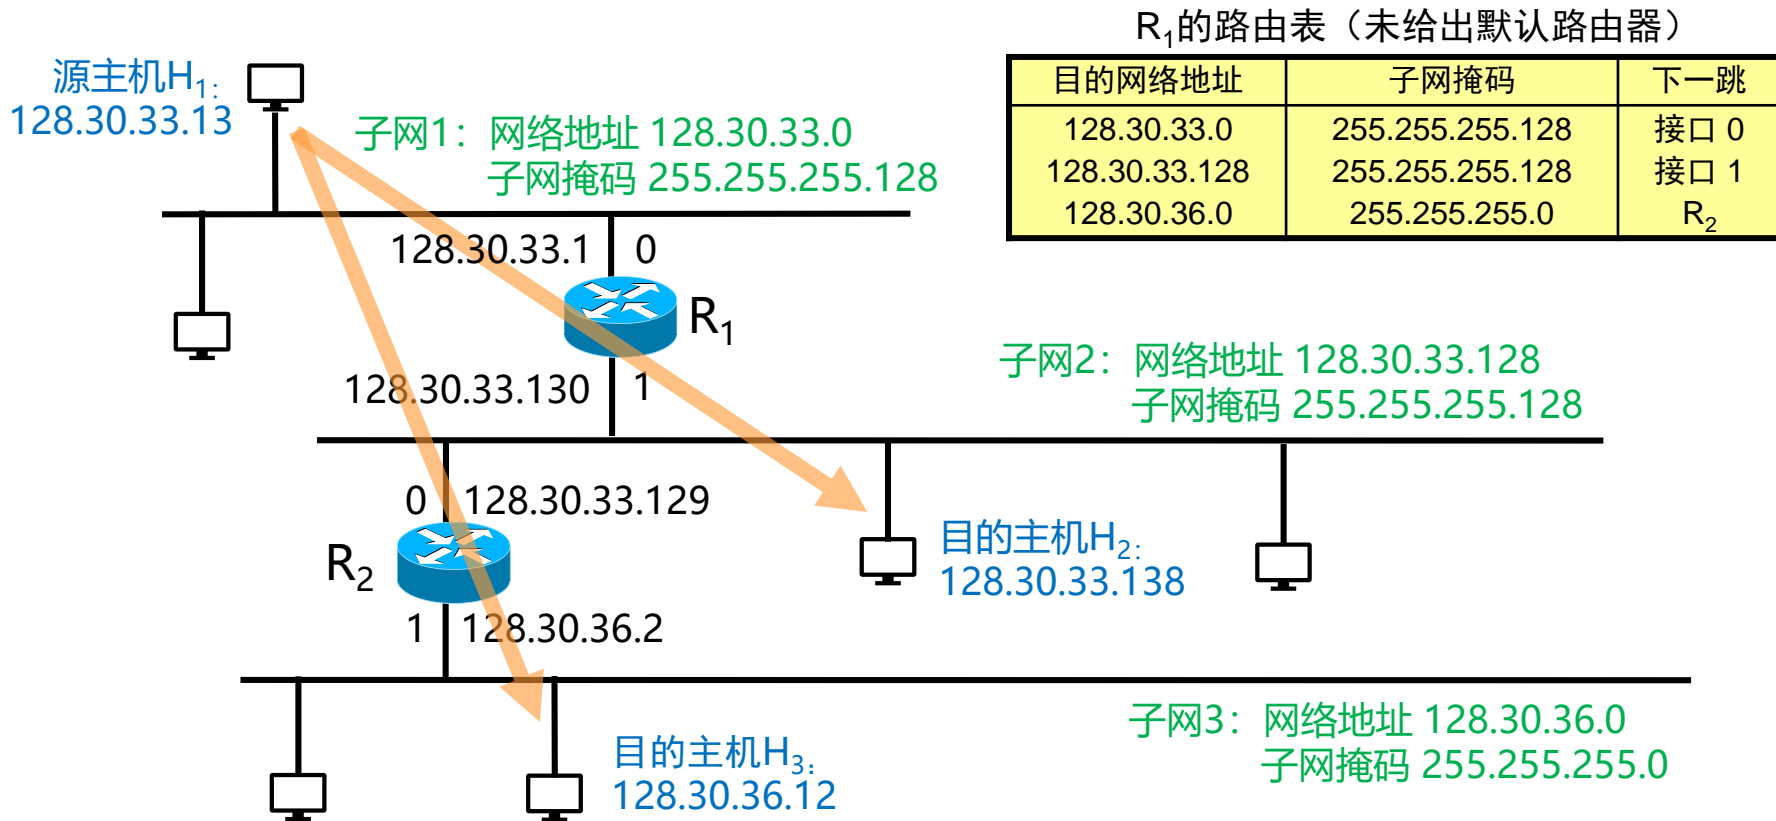 R₁的路由表（未给出默认路由器）
目的网络地址 子网掩码 下一跳
128.30.33.0 255.255.255.128 接口 0
128.30.33.128 255.255.255.128 接口 1
128.30.36.0 255.255.255.0 R₂
源主机H₁:
128.30.33.13
子网1：网络地址 128.30.33.0
子网掩码 255.255.255.128
128.30.33.1 0
R₁
128.30.33.130 1
子网2：网络地址 128.30.33.128
子网掩码 255.255.255.128
0 128.30.33.129
R₂
目的主机H₂:
128.30.33.138
1 128.30.36.2
子网3：网络地址 128.30.36.0
子网掩码 255.255.255.0
目的主机H₃:
128.30.36.12